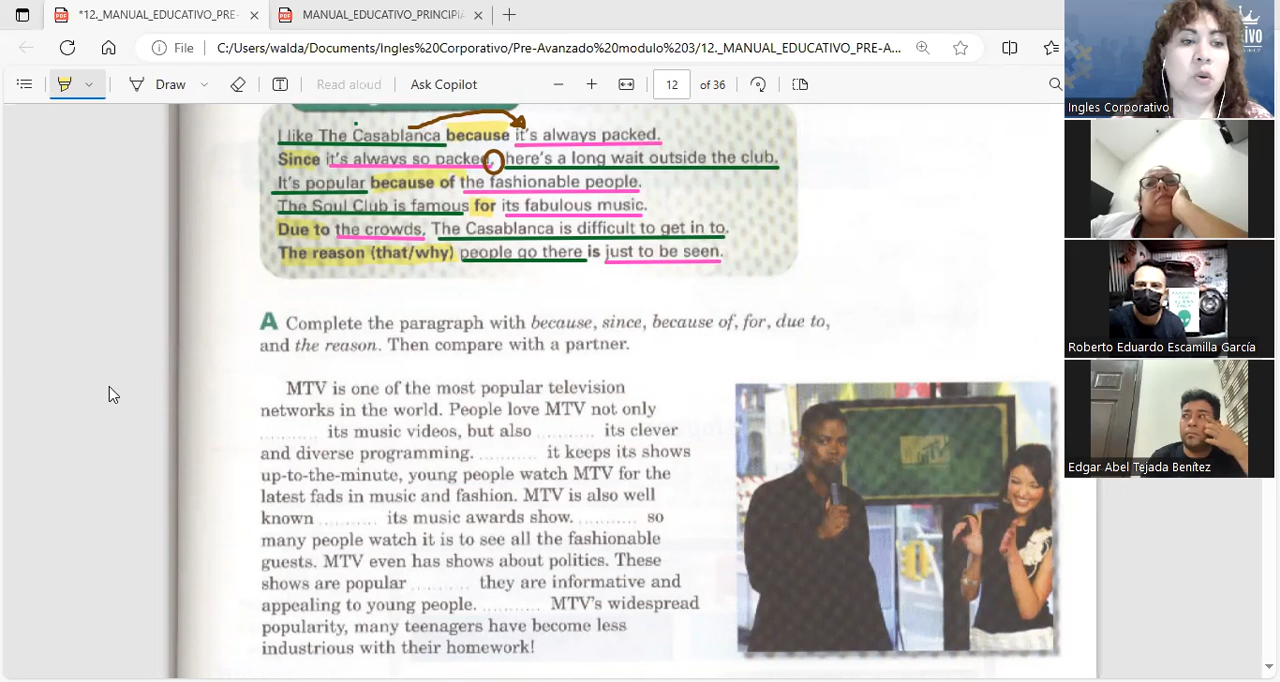 *12._MANUAL_EDUCATIVO_PRE-
MANUAL_EDUCATIVO_PRINCIPIA
File
C:/Users/walda/Documents/Ingles%20Corporativo/Pre-Avanzado%20modulo%203/12._MANUAL_EDUCATIVO_PRE-A...
Draw
Read aloud
Ask Copilot
12 of 36
I like The Casablanca because it's always packed.
Since it's always so packed, here's a long wait outside the club.
It's popular because of the fashionable people.
The Soul Club is famous for its fabulous music.
Due to the crowds, The Casablanca is difficult to get in to.
The reason (that/why) people go there is just to be seen.
A Complete the paragraph with because, since, because of, for, due to,
and the reason. Then compare with a partner.
MTV is one of the most popular television
networks in the world. People love MTV not only
.......... its music videos, but also .......... its clever
and diverse programming. .......... it keeps its shows
up-to-the-minute, young people watch MTV for the
latest fads in music and fashion. MTV is also well
known .......... its music awards show. .......... so
many people watch it is to see all the fashionable
guests. MTV even has shows about politics. These
shows are popular .......... they are informative and
appealing to young people. .......... MTV's widespread
popularity, many teenagers have become less
industrious with their homework!
Ingles Corporativo
Roberto Eduardo Escamilla García
Edgar Abel Tejada Benítez